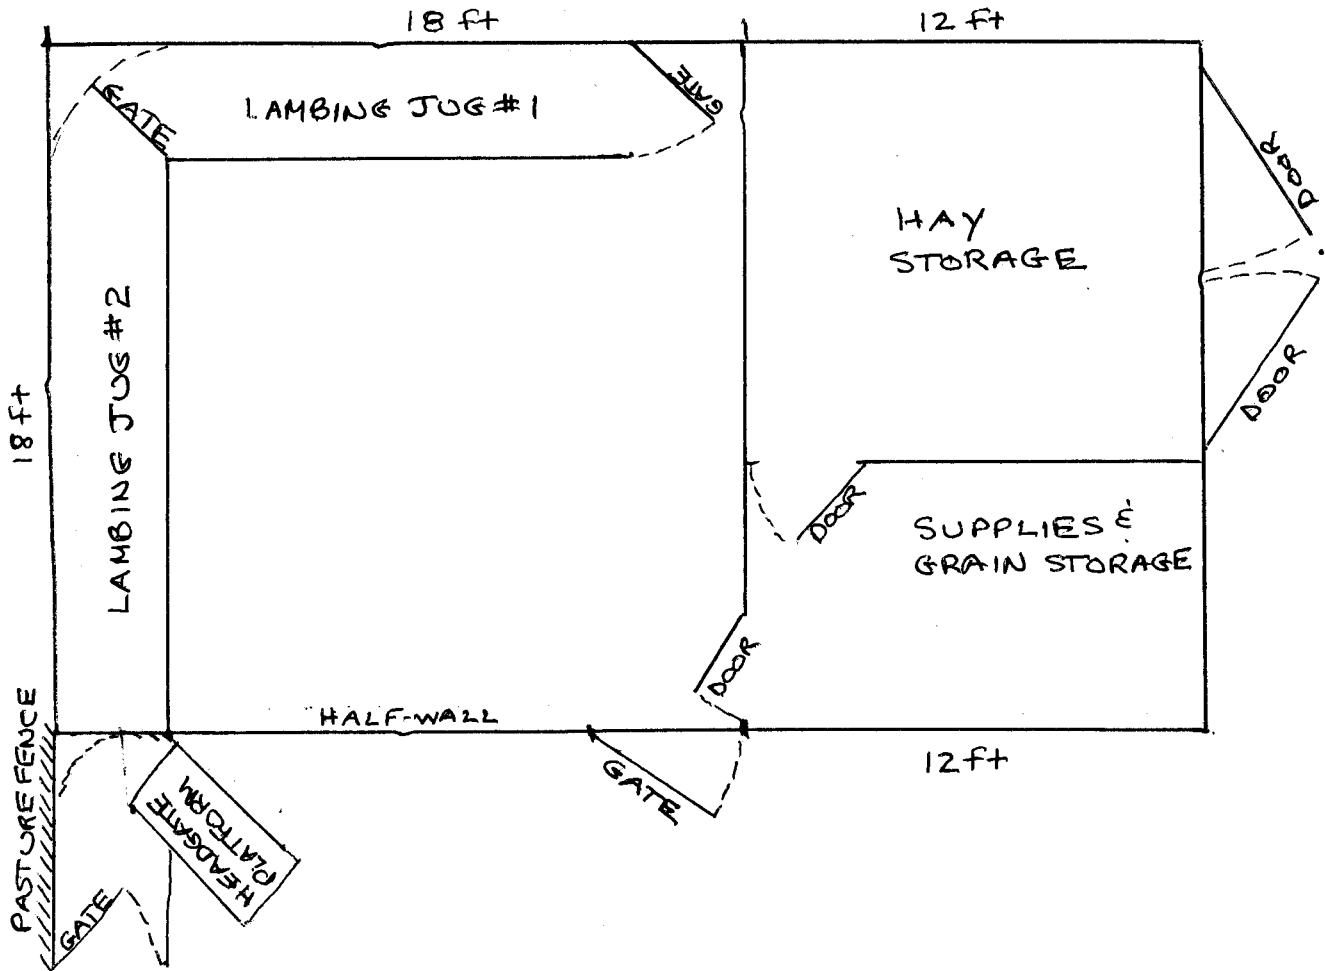 18 ft
12 ft
GATE
LAMBING JUG #1
GATE
DOOR
HAY
STORAGE
LAMBING JUG #2
18 ft
DOOR
DOOR
SUPPLIES &
GRAIN STORAGE
DOOR
PASTURE FENCE
HALF-WALL
GATE
12 ft
HEADGATE
PLATFORM
GATE